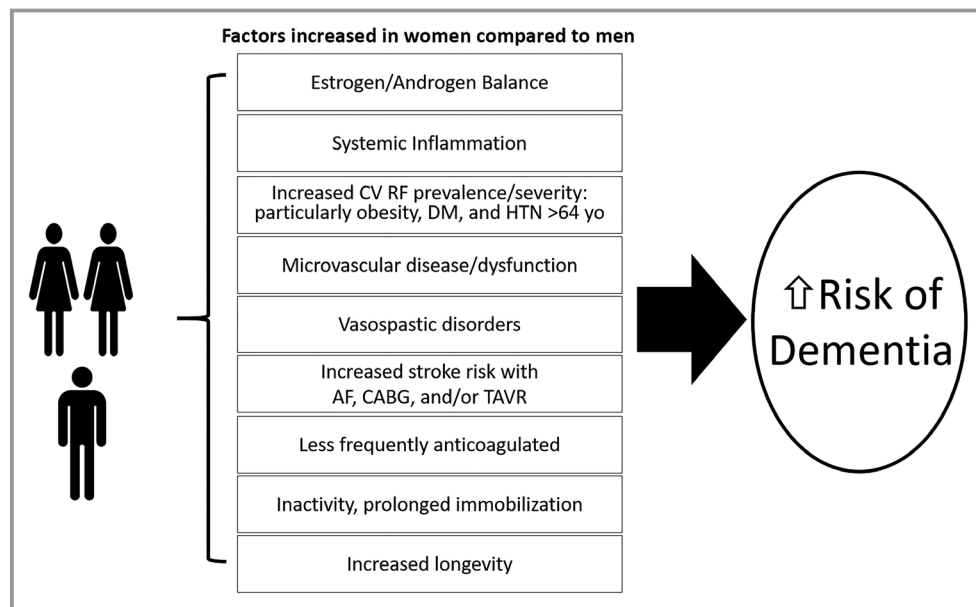 Factors increased in women compared to men
Estrogen/Androgen Balance
Systemic Inflammation
Increased CV RF prevalence/severity:
particularly obesity, DM, and HTN >64 yo
Microvascular disease/dysfunction
Vasospastic disorders
Increased stroke risk with
AF, CABG, and/or TAVR
Less frequently anticoagulated
Inactivity, prolonged immobilization
Increased longevity
⇧Risk of
Dementia